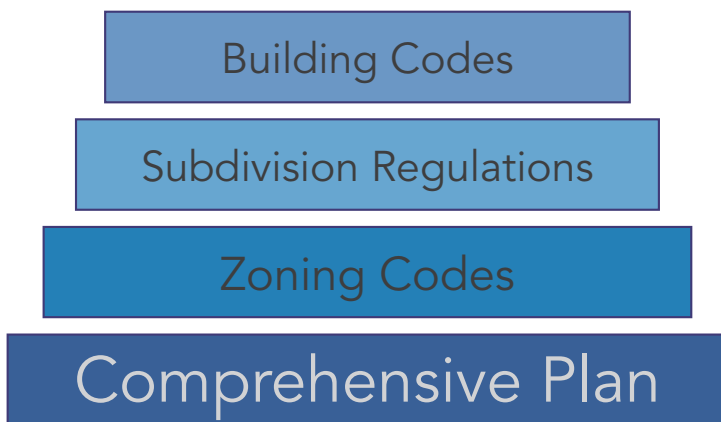 Building Codes
Subdivision Regulations
Zoning Codes
Comprehensive Plan